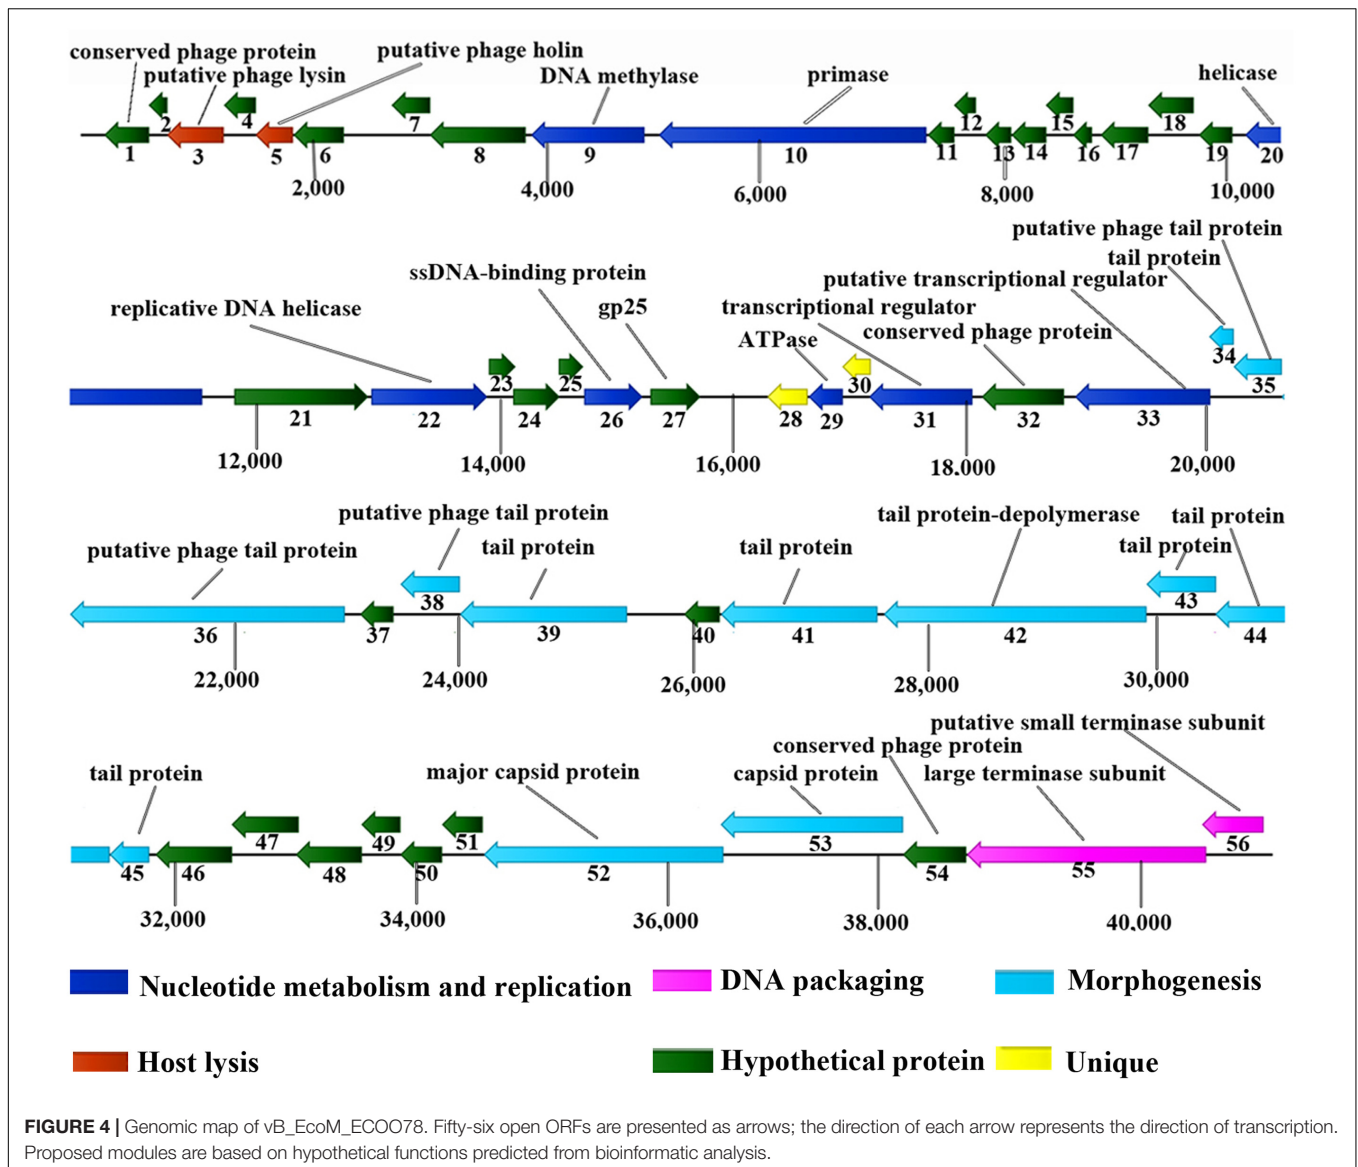 conserved phage protein
putative phage holin
putative phage lysin
DNA methylase
primase
helicase
2
4
7
12
15
18
1
3
5
6
8
9
10
11
13
14
16
17
19
20
2,000
4,000
6,000
8,000
10,000
putative phage tail protein
tail protein
ssDNA-binding protein
putative transcriptional regulator
replicative DNA helicase
gp25
transcriptional regulator
conserved phage protein
ATPase
34
23
25
30
35
21
22
24
26
27
28
29
31
32
33
12,000
14,000
16,000
18,000
20,000
putative phage tail protein
tail protein-depolymerase
tail protein
putative phage tail protein
tail protein
tail protein
tail protein
38
43
36
37
39
40
41
42
44
22,000
24,000
26,000
28,000
30,000
putative small terminase subunit
conserved phage protein
tail protein
major capsid protein
capsid protein
large terminase subunit
47
49
51
53
56
45
46
48
50
52
54
55
32,000
34,000
36,000
38,000
40,000
Nucleotide metabolism and replication
DNA packaging
Morphogenesis
Host lysis
Hypothetical protein
Unique
FIGURE 4 | Genomic map of vB_EcoM_ECOO78. Fifty-six open ORFs are presented as arrows; the direction of each arrow represents the direction of transcription.
Proposed modules are based on hypothetical functions predicted from bioinformatic analysis.